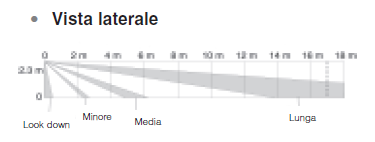 • Vista laterale
0 2 m 4 m 6 m 8 m 10 m 12 m 14 m 16 m 18 m
2.3 m
0
Look down Minore Media Lunga